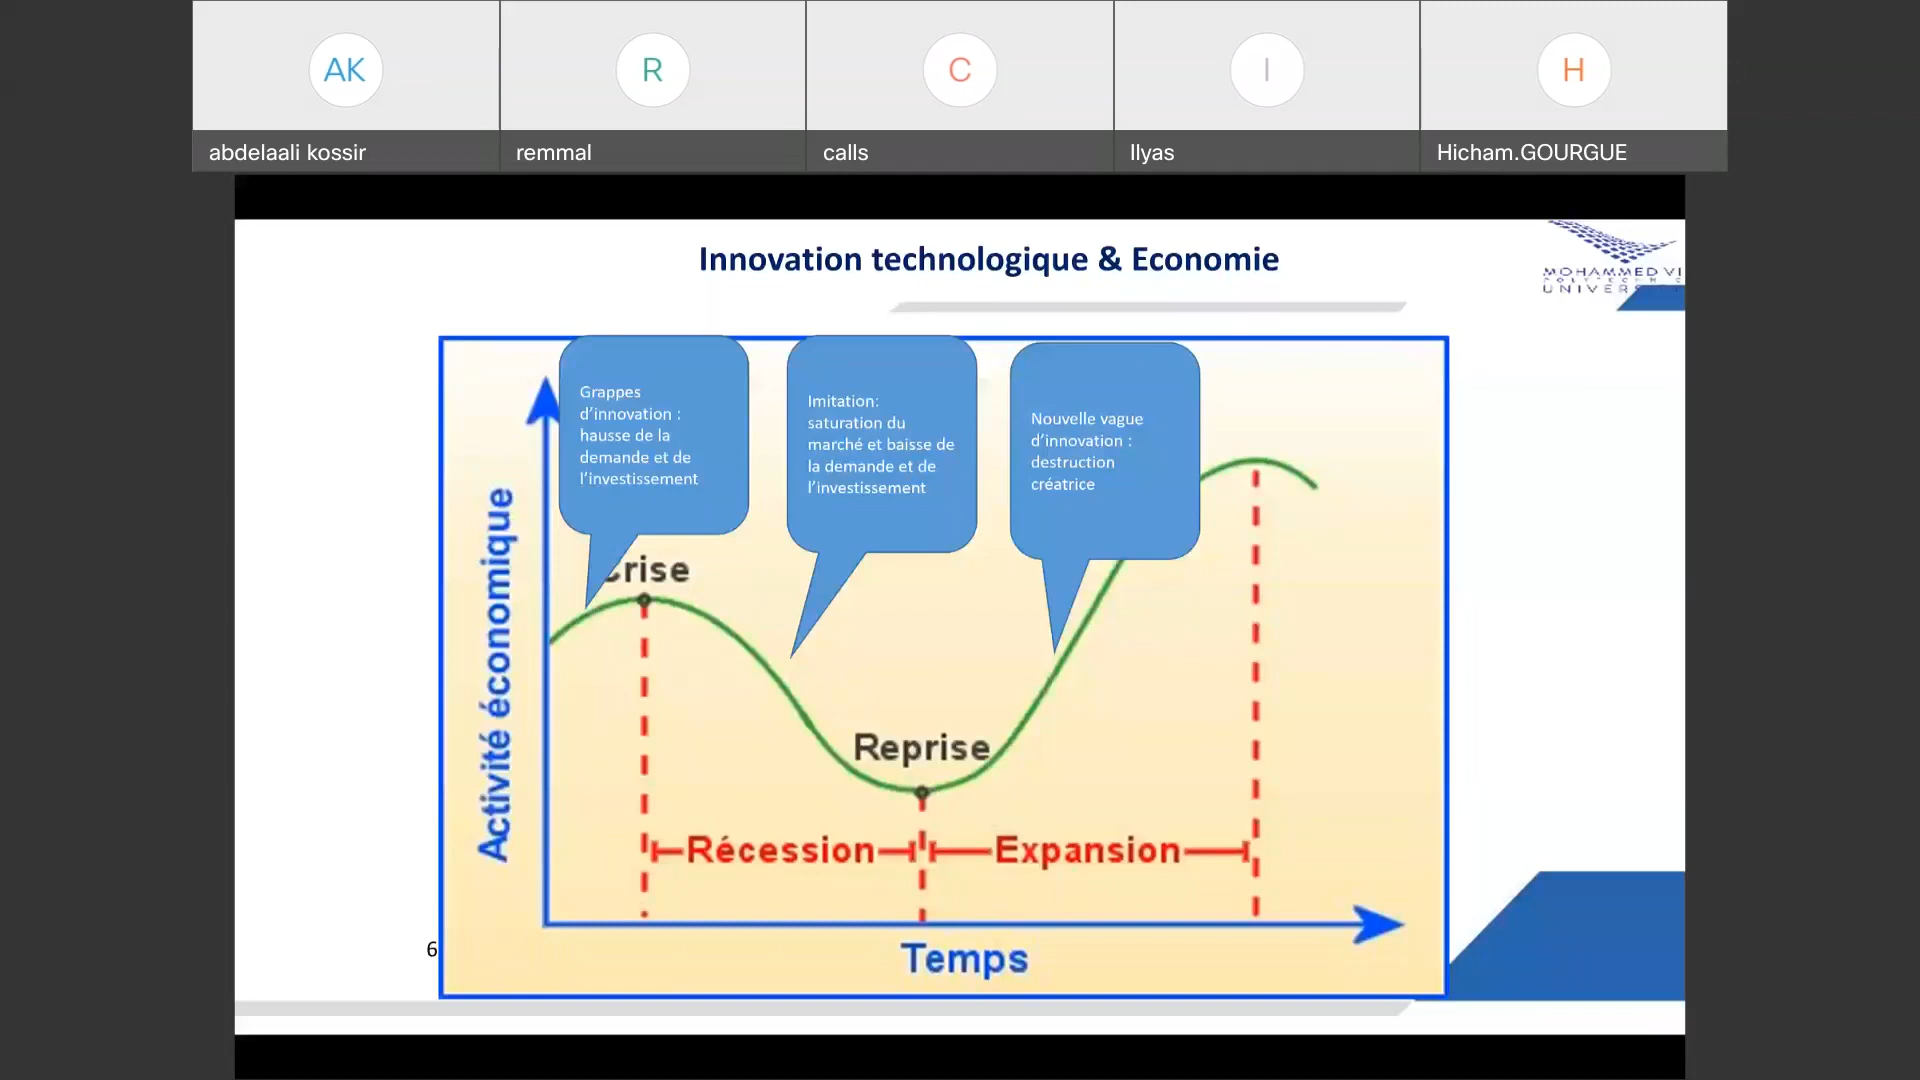 AK
R
C
I
H
abdelaali kossir
remmal
calls
Ilyas
Hicham.GOURGUE
Innovation technologique & Economie
MOHAMMED VI
POLYTECHNIC
Grappes
d’innovation :
hausse de la
demande et de
l’investissement
Imitation:
saturation du
marché et baisse de
la demande et de
l’investissement
Nouvelle vague
d’innovation :
destruction
créatrice
Activité économique
Reprise
Récession
Expansion
Temps
6